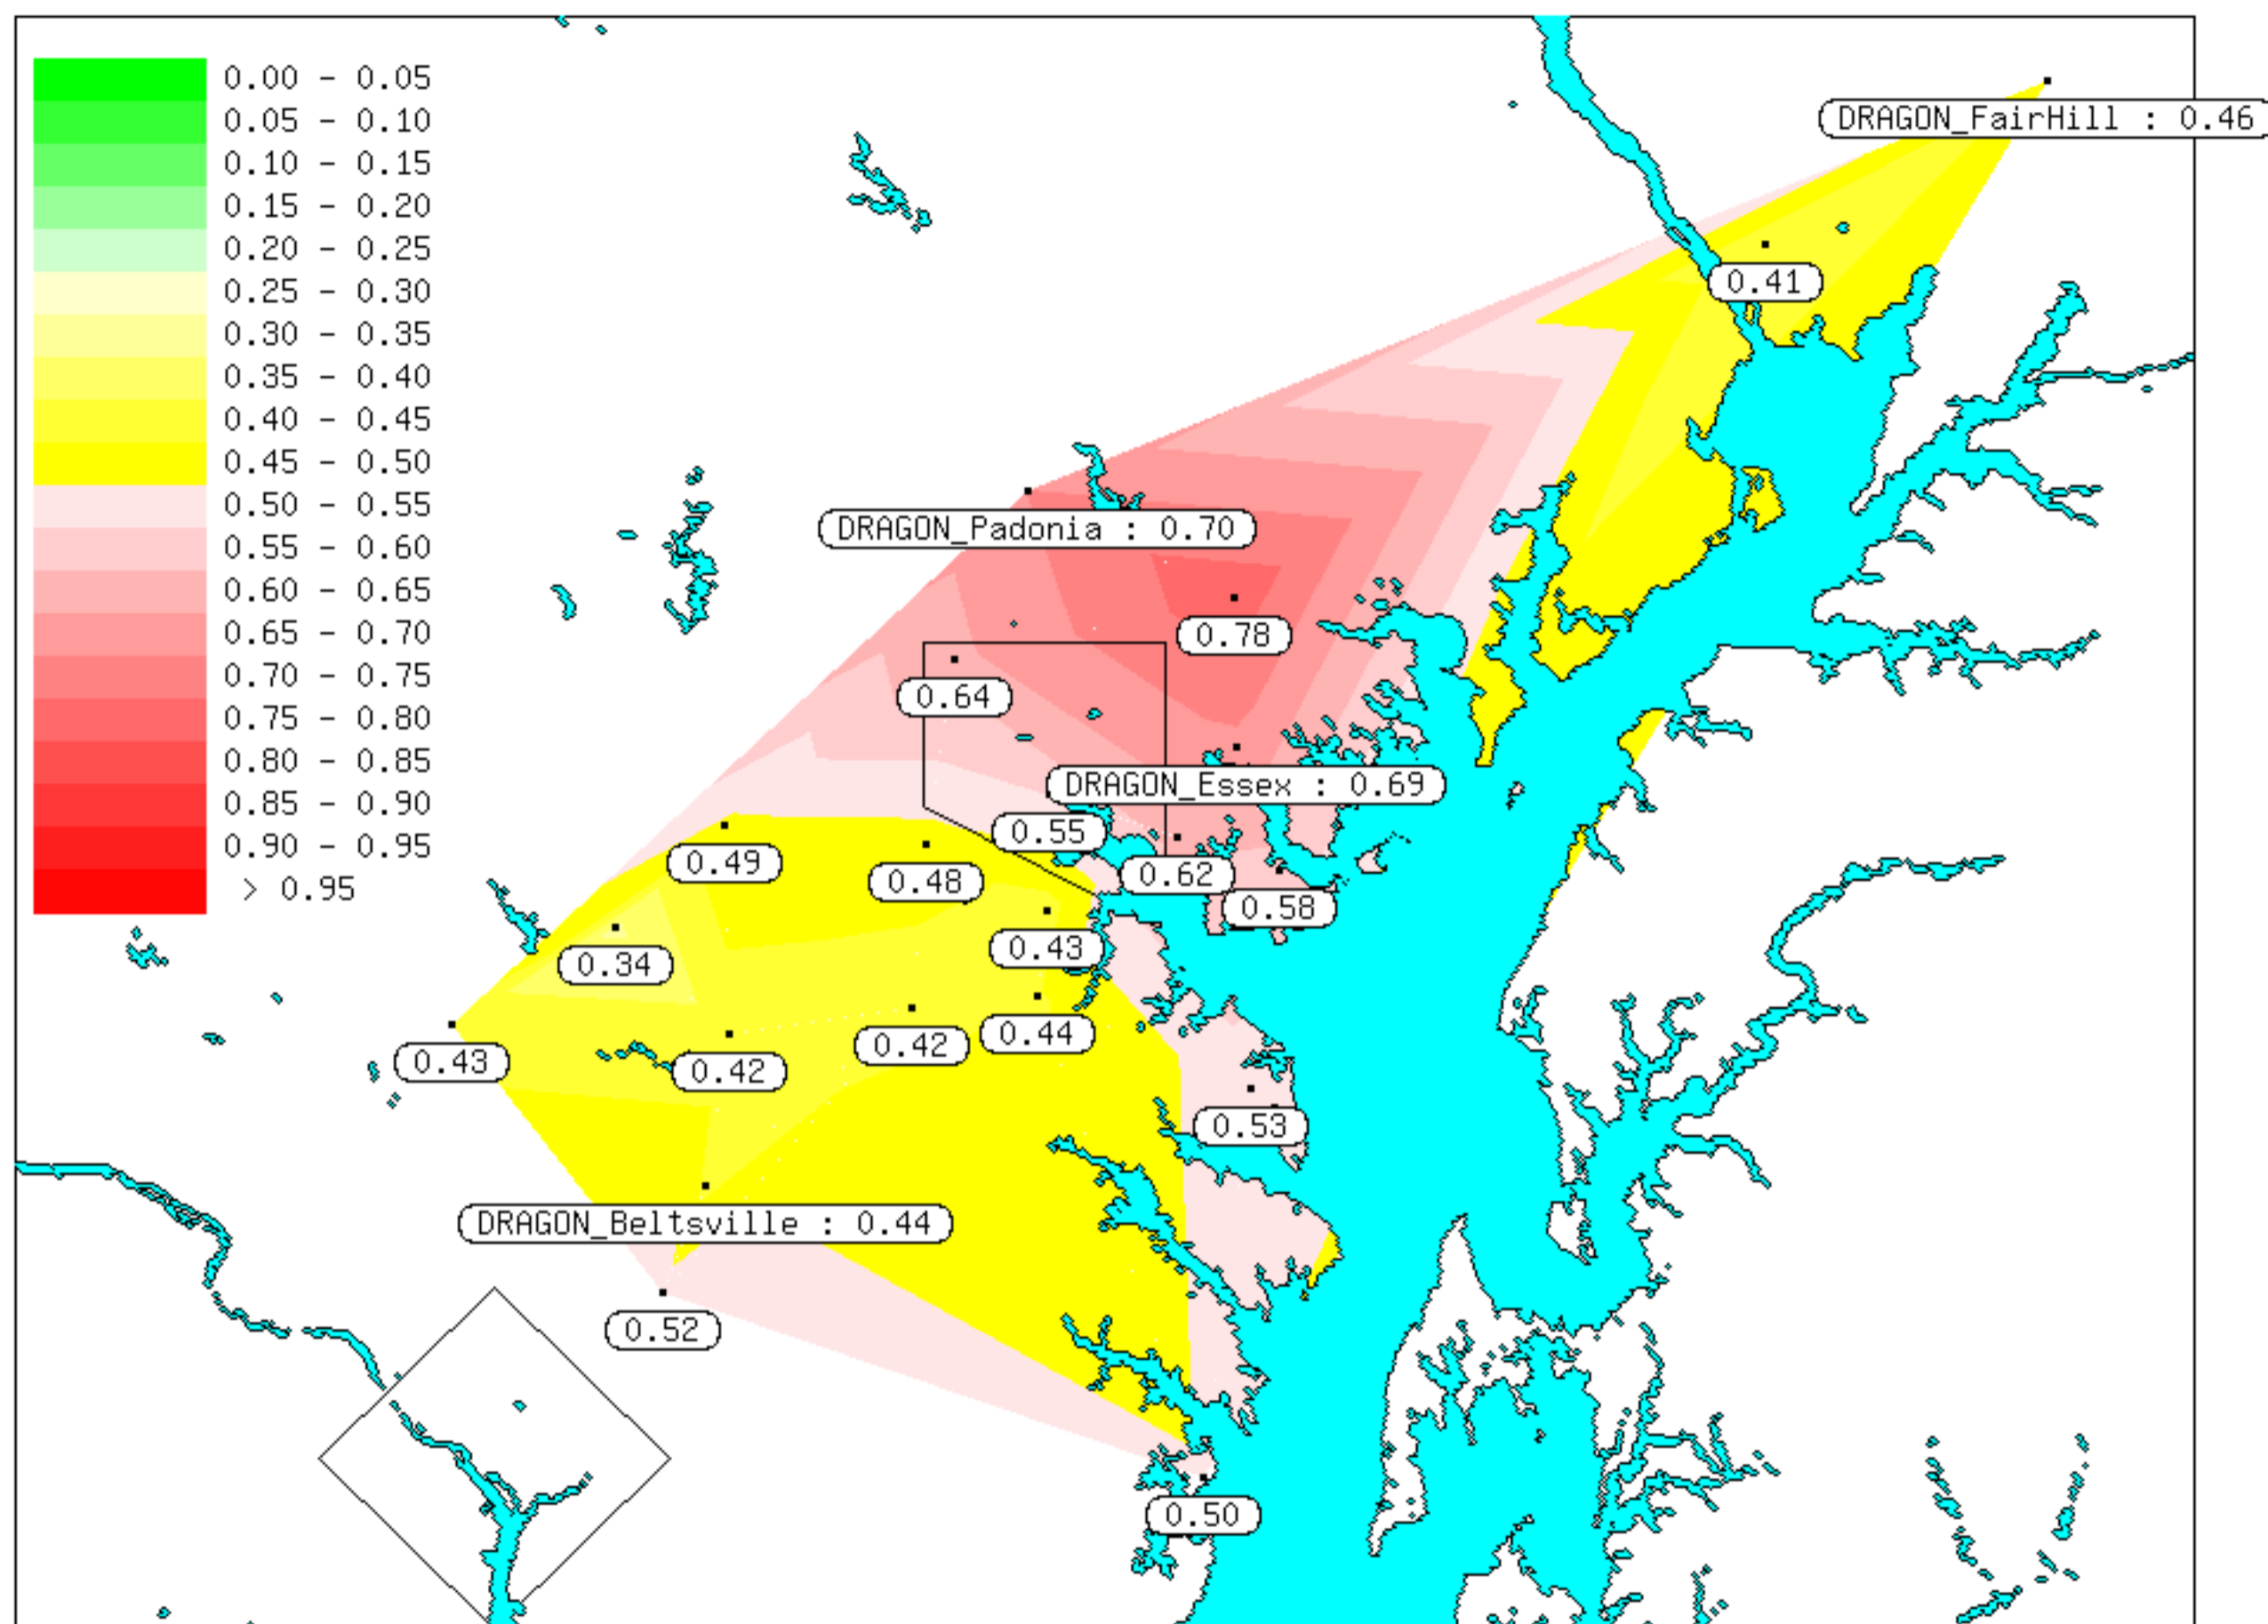 0.00 - 0.05
0.05 - 0.10
0.10 - 0.15
0.15 - 0.20
0.20 - 0.25
0.25 - 0.30
0.30 - 0.35
0.35 - 0.40
0.40 - 0.45
0.45 - 0.50
0.50 - 0.55
0.55 - 0.60
0.60 - 0.65
0.65 - 0.70
0.70 - 0.75
0.75 - 0.80
0.80 - 0.85
0.85 - 0.90
0.90 - 0.95
> 0.95
DRAGON_FairHill : 0.46
0.41
DRAGON_Padonia : 0.70
0.78
0.64
DRAGON_Essex : 0.69
0.55
0.49
0.48
0.62
0.58
0.43
0.34
0.44
0.42
0.43
0.42
0.53
DRAGON_Beltsville : 0.44
0.52
0.50